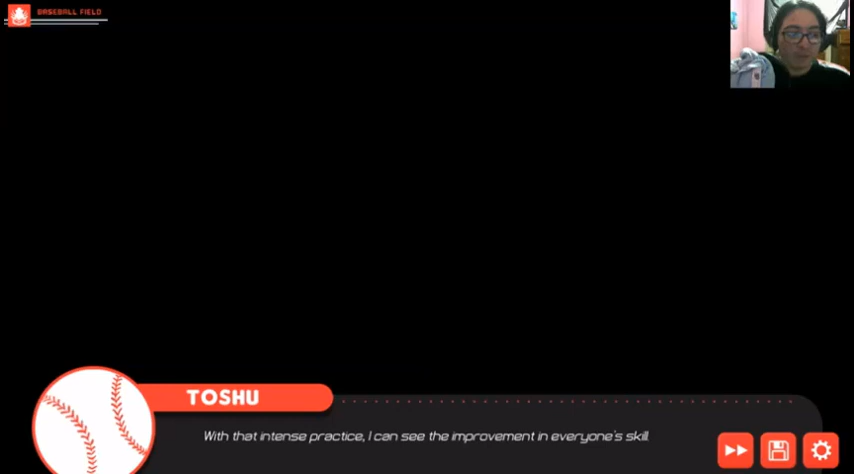 BASEBALL FIELD
TOSHU
With that intense practice, I can see the improvement in everyone's skill.